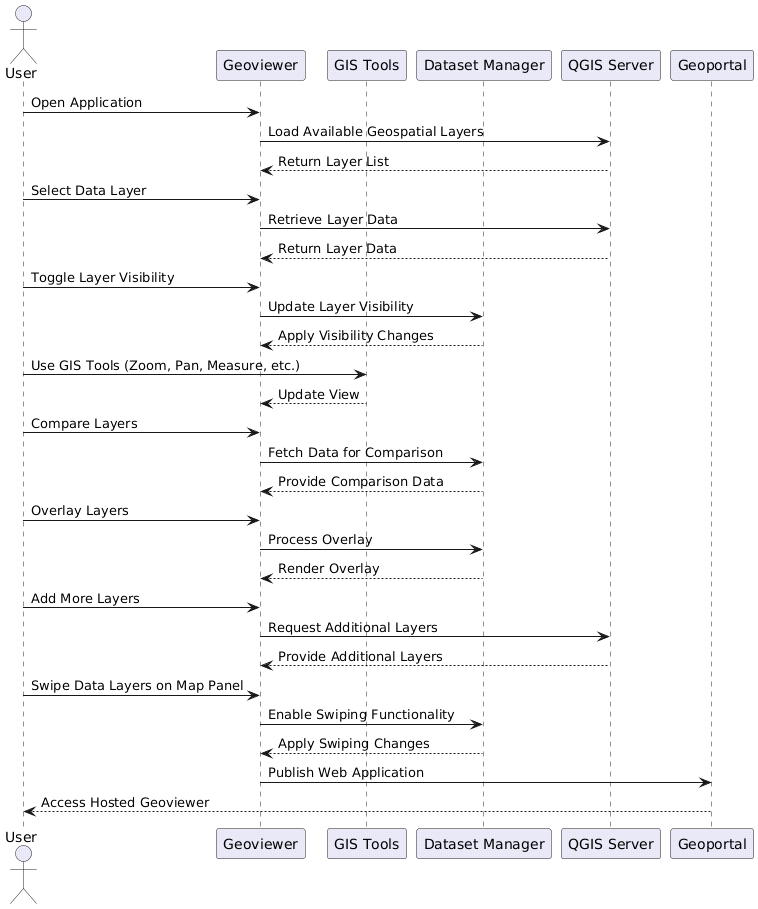 User
Geoviewer
GIS Tools
Dataset Manager
QGIS Server
Geoportal
Open Application
Load Available Geospatial Layers
Return Layer List
Select Data Layer
Retrieve Layer Data
Return Layer Data
Toggle Layer Visibility
Update Layer Visibility
Apply Visibility Changes
Use GIS Tools (Zoom, Pan, Measure, etc.)
Update View
Compare Layers
Fetch Data for Comparison
Provide Comparison Data
Overlay Layers
Process Overlay
Render Overlay
Add More Layers
Request Additional Layers
Provide Additional Layers
Swipe Data Layers on Map Panel
Enable Swiping Functionality
Apply Swiping Changes
Publish Web Application
Access Hosted Geoviewer
User
Geoviewer
GIS Tools
Dataset Manager
QGIS Server
Geoportal